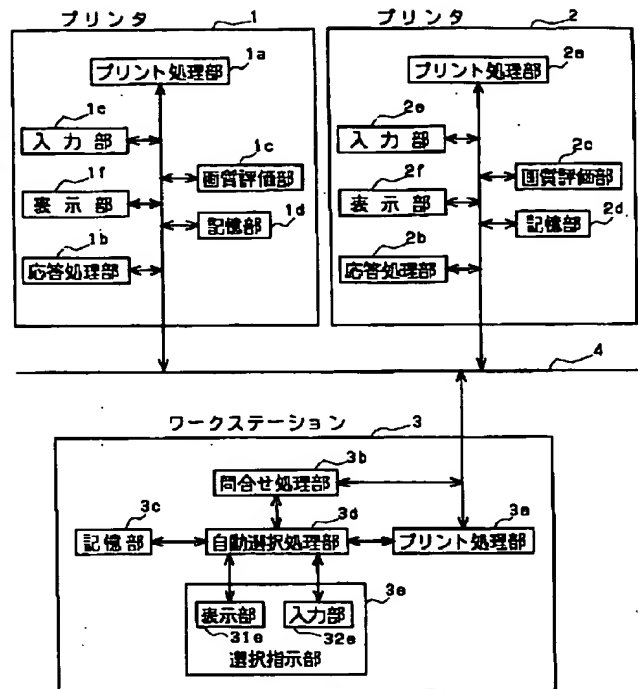 プリンタ 1
プリント処理部 1a
1e
入力部
1c
画質評価部
1f
表示部
1d
記憶部
1b
応答処理部
プリンタ 2
プリント処理部 2a
2e
入力部
2c
画質評価部
2f
表示部
2d
記憶部
2b
応答処理部
4
ワークステーション 3
3b
問合せ処理部
3c
記憶部
3d
自動選択処理部
3a
プリント処理部
3e
表示部
31e
入力部
32e
選択指示部